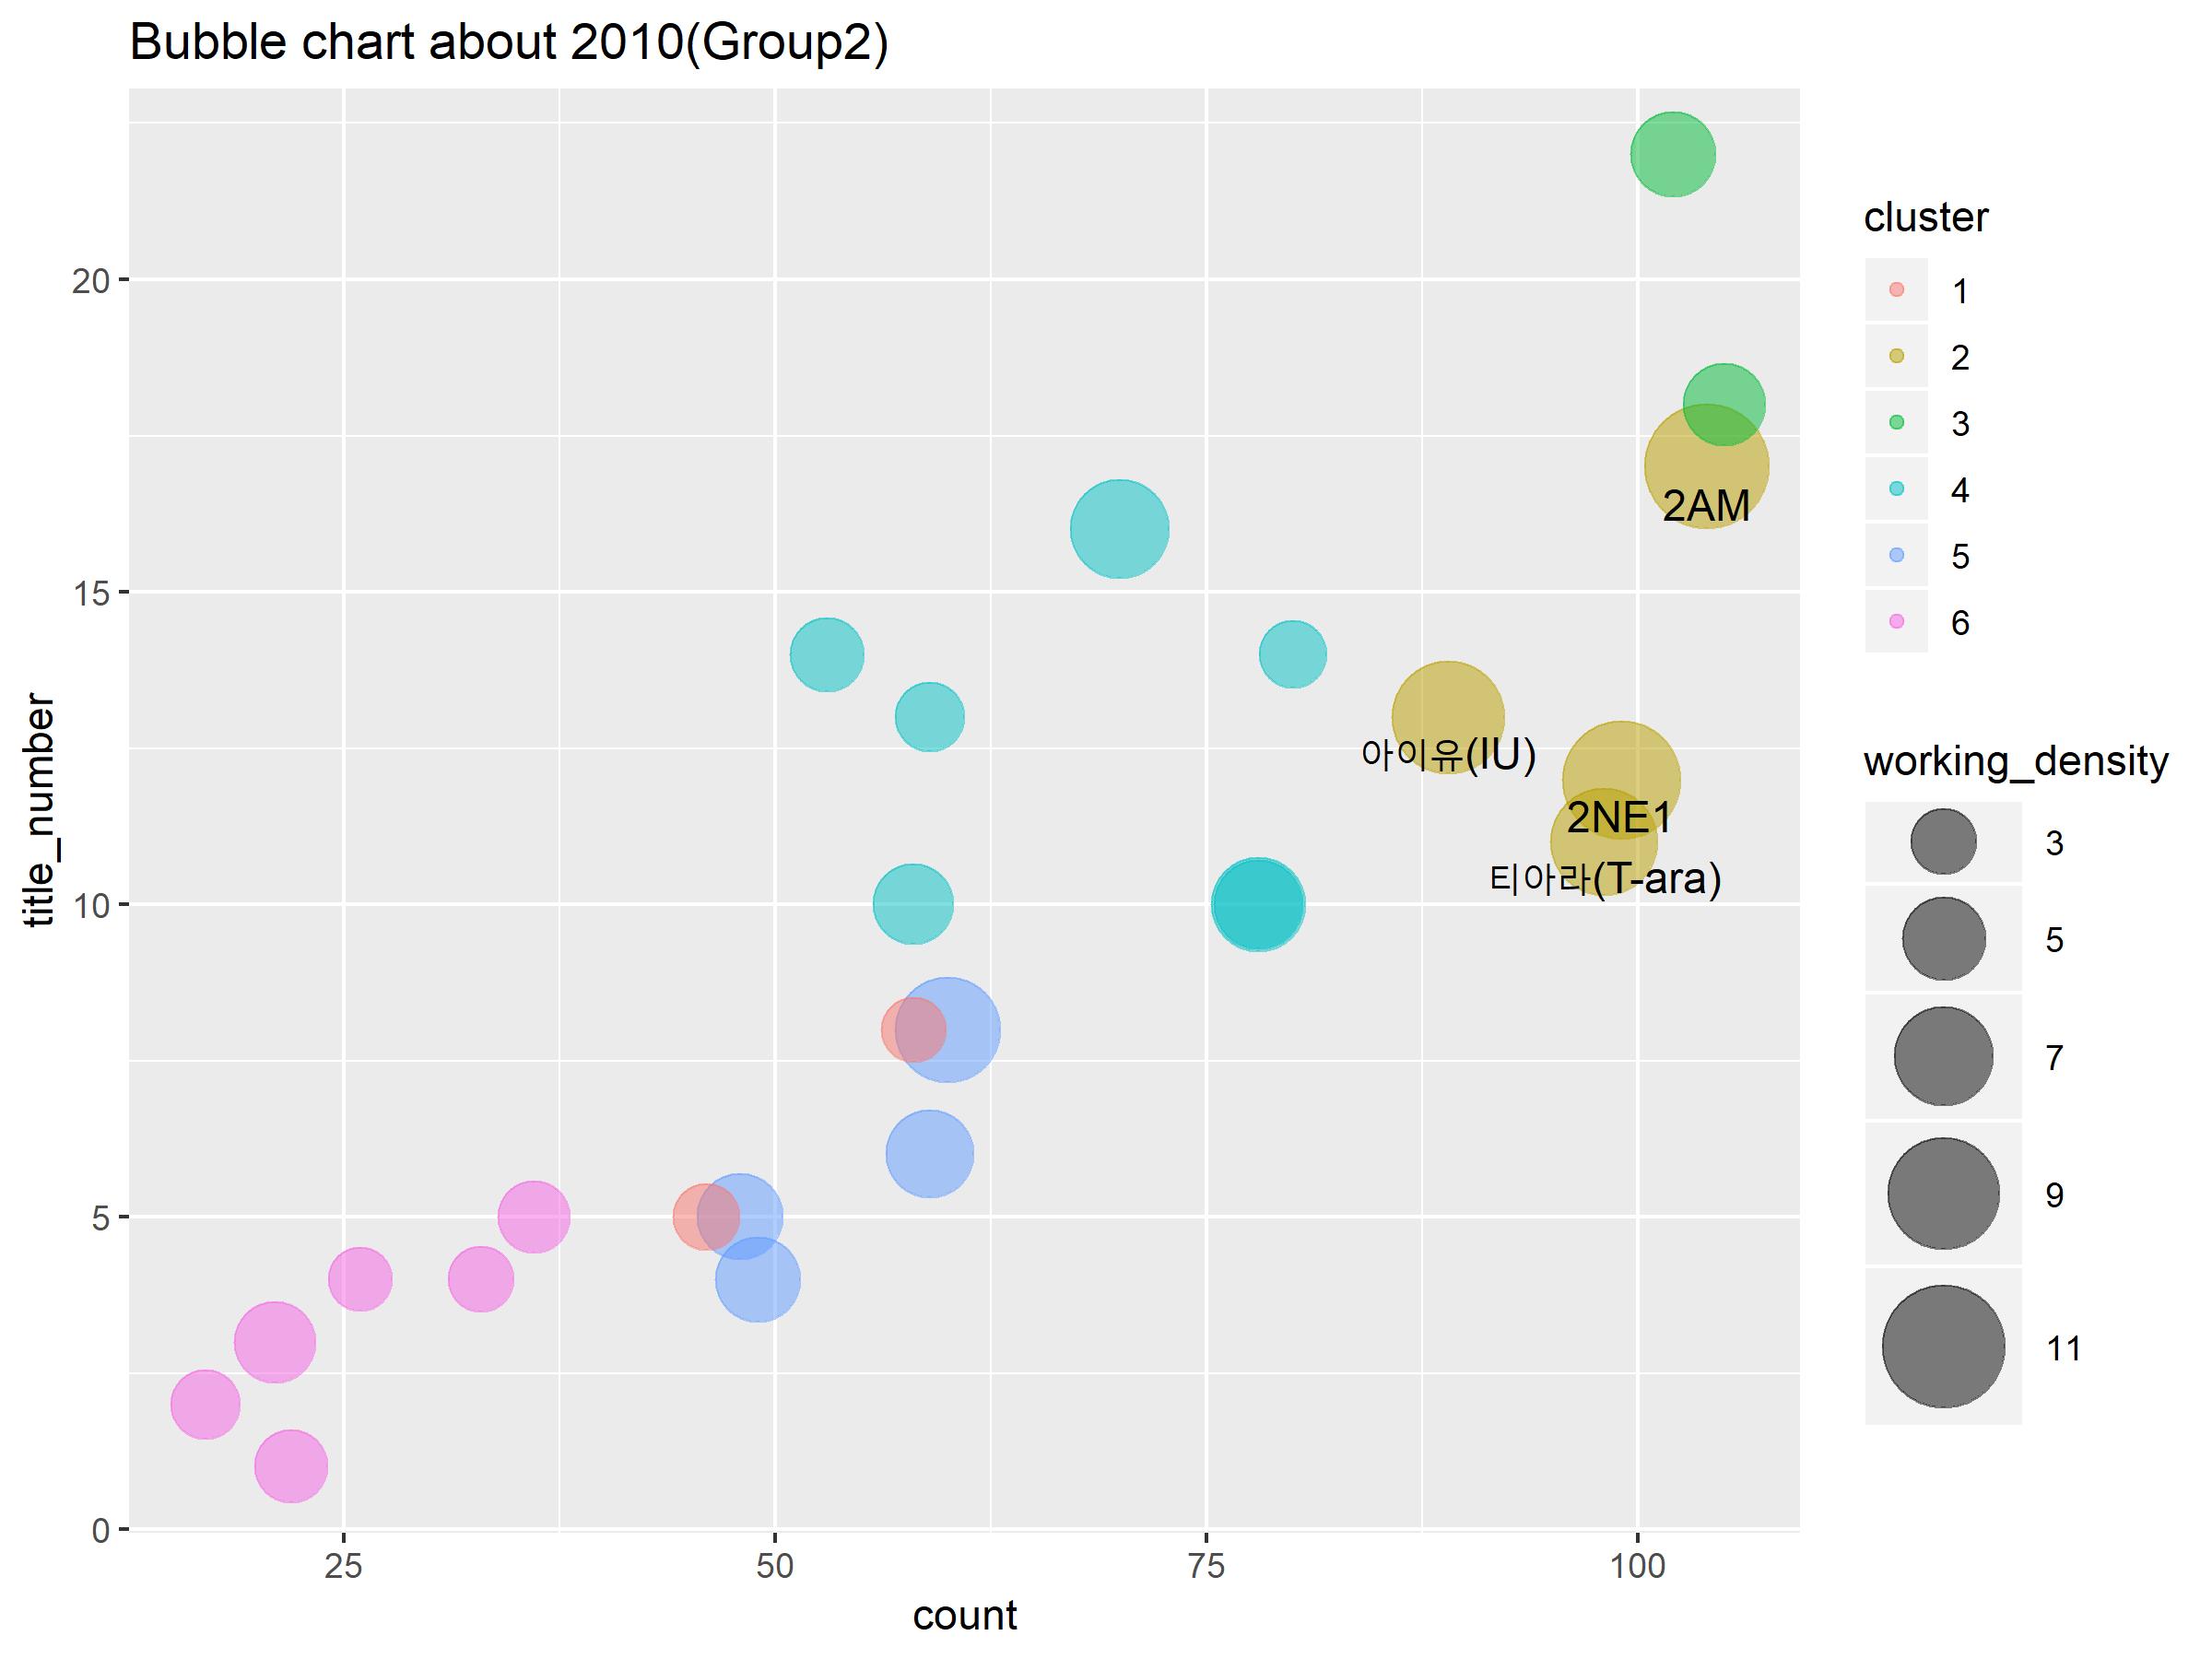 Bubble chart about 2010(Group2)
title_number
20
15
10
5
0
25
50
75
100
count
2AM
아이유(IU)
2NE1
티아라(T-ara)
cluster
1
2
3
4
5
6
working_density
3
5
7
9
11